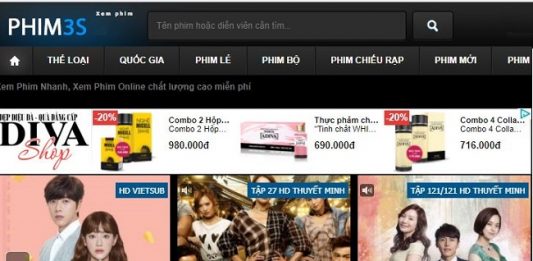 Xem phim
PHIM3S
Tên phim hoặc diễn viên cần tìm...
THỂ LOẠI QUỐC GIA PHIM LẺ PHIM BỘ PHIM CHIẾU RẠP PHIM MỚI PHIM
em Phim Nhanh, Xem Phim Online chất lượng cao miễn phí
ĐẸP DIỆU DÀ - QUÀ ĐẲNG CẤP
DIVA
Shop
-20%
Combo 2 Hộp...
Combo 2 Hộp...
980.000đ
Thực phẩm ch...
"Tinh chất WHI...
690.000đ
-20%
Combo 4 Colla...
Combo 4 Colla...
716.000đ
HD VIETSUB
TẬP 27 HD THUYẾT MINH
TẬP 121/121 HD THUYẾT MINH